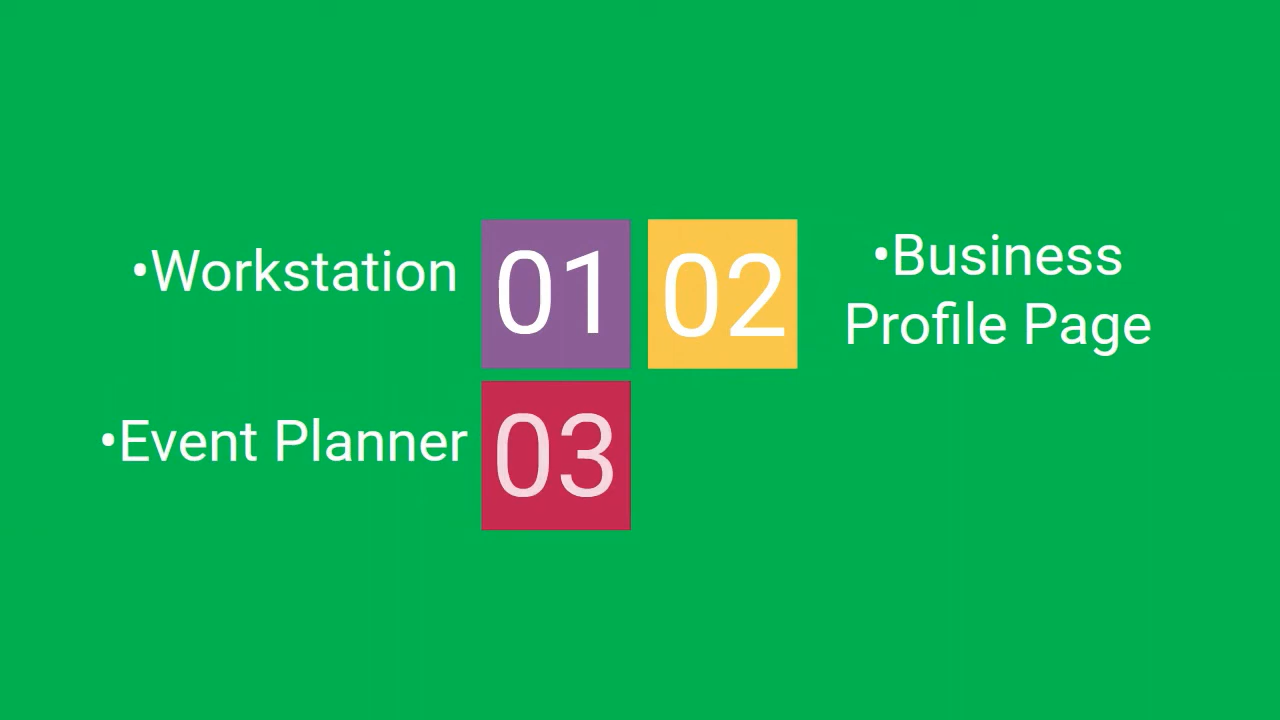 •Workstation
01
02
•Business
Profile Page
•Event Planner
03